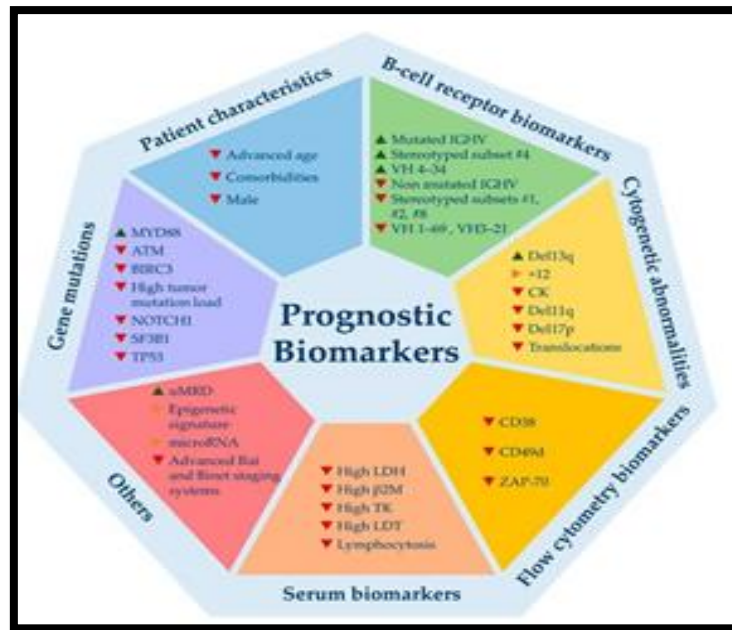 Patient characteristics
▼ Advanced age
▼ Comorbidities
▼ Male
B-cell receptor biomarkers
▲ Mutated IGHV
▲ Stereotyped subset #4
▲ VH 4–34
▼ Non mutated IGHV
▼ Stereotyped subsets #1,
#2, #8
▼ VH 1–69 , VH3–21
Cytogenetic abnormalities
▲ Del13q
► +12
▼ CK
▼ Del11q
▼ Del17p
▼ Translocations
Flow cytometry biomarkers
▼ CD38
▼ CD49d
▼ ZAP-70
Serum biomarkers
▼ High LDH
▼ High β2M
▼ High TK
▼ High LDT
▼ Lymphocytosis
Others
▲ uMRD
► Epigenetic
signature
► microRNA
▼ Advanced Rai
and Binet staging
systems
Gene mutations
▲ MYD88
▼ ATM
▼ BIRC3
▼ High tumor
mutation load
▼ NOTCH1
▼ SF3B1
▼ TP53
Prognostic
Biomarkers